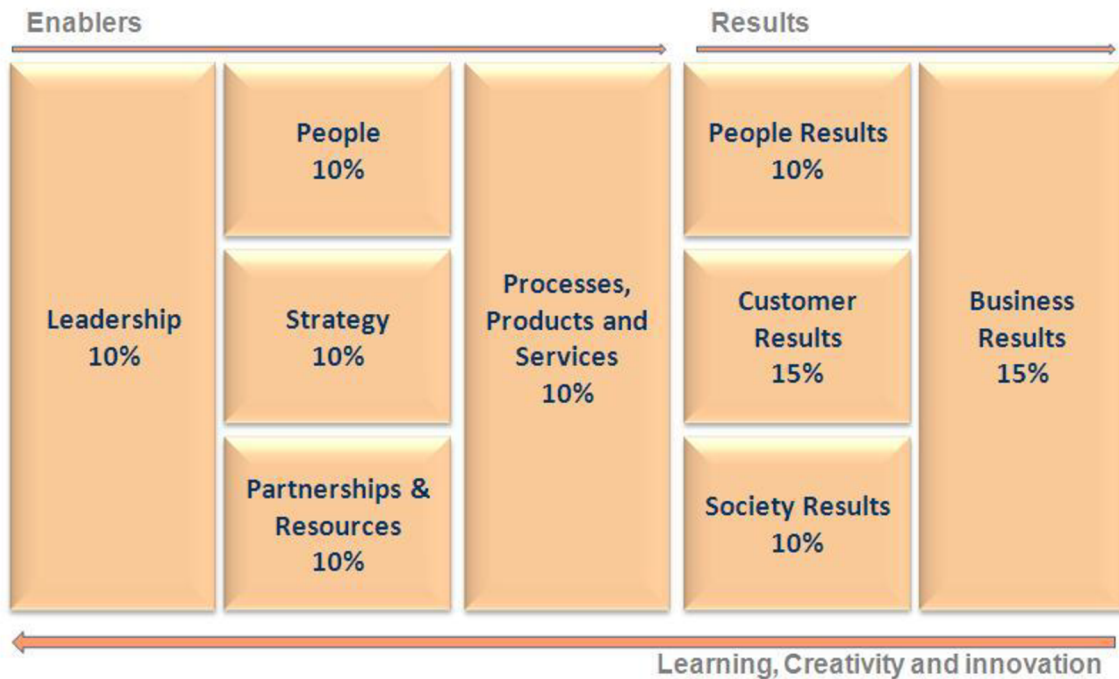 Enablers
Results
Leadership
10%
People
10%
Strategy
10%
Partnerships &
Resources
10%
Processes,
Products and
Services
10%
People Results
10%
Customer
Results
15%
Society Results
10%
Business
Results
15%
Learning, Creativity and innovation